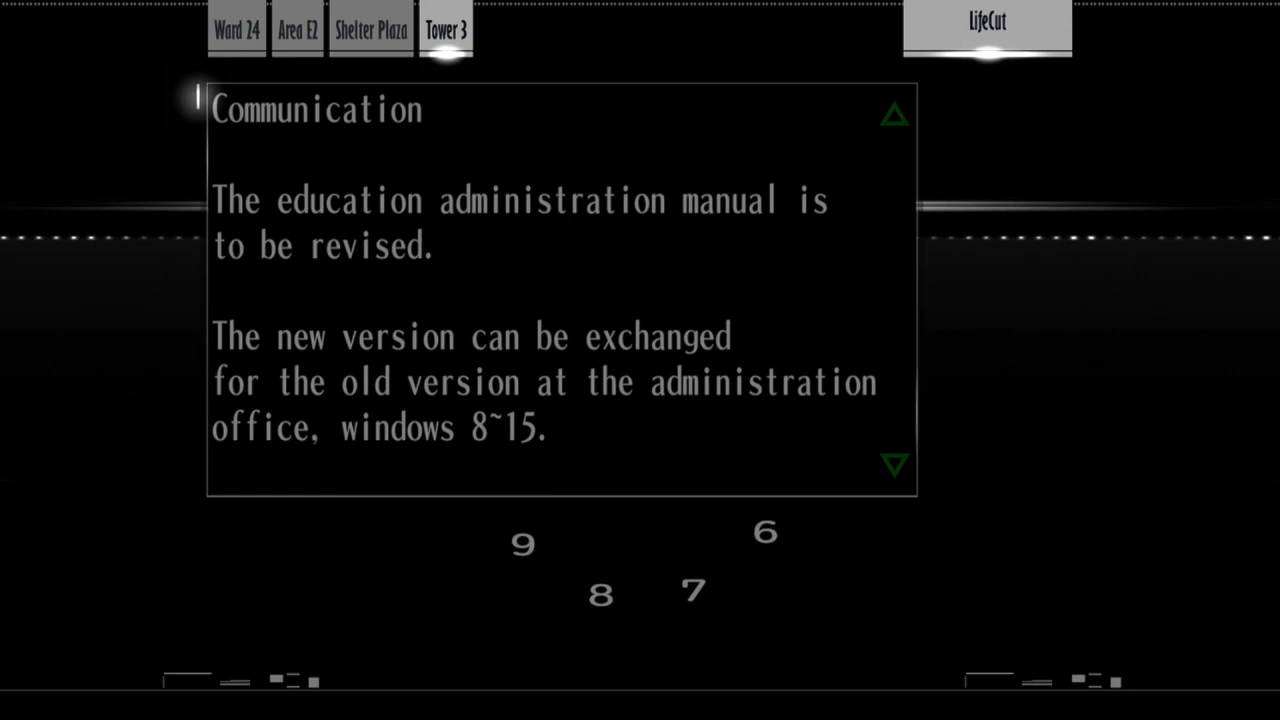 Ward 24
Area E2
Shelter Plaza
Tower 3
LifeCut
Communication
The education administration manual is
to be revised.
The new version can be exchanged
for the old version at the administration
office, windows 8~15.
9
6
8
7